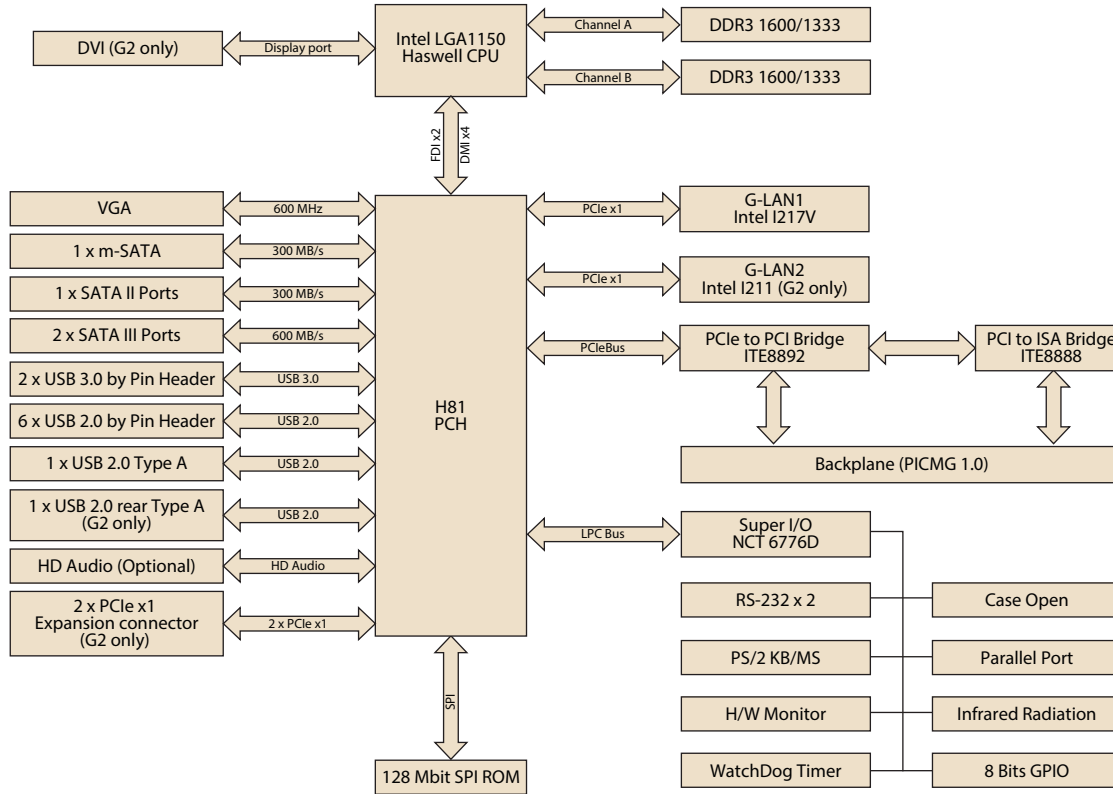 DVI (G2 only)
Display port
Intel LGA1150
Haswell CPU
Channel A
DDR3 1600/1333
Channel B
DDR3 1600/1333
FDI x2
DMI x4
VGA
600 MHz
1 x m-SATA
300 MB/s
1 x SATA II Ports
300 MB/s
2 x SATA III Ports
600 MB/s
2 x USB 3.0 by Pin Header
USB 3.0
6 x USB 2.0 by Pin Header
USB 2.0
1 x USB 2.0 Type A
USB 2.0
1 x USB 2.0 rear Type A
(G2 only)
USB 2.0
HD Audio (Optional)
HD Audio
2 x PCIe x1
Expansion connector
(G2 only)
2 x PCIe x1
H81
PCH
PCIe x1
G-LAN1
Intel I217V
PCIe x1
G-LAN2
Intel I211 (G2 only)
PCIeBus
PCIe to PCI Bridge
ITE8892
PCI to ISA Bridge
ITE8888
Backplane (PICMG 1.0)
LPC Bus
Super I/O
NCT 6776D
RS-232 x 2
Case Open
PS/2 KB/MS
Parallel Port
H/W Monitor
Infrared Radiation
WatchDog Timer
8 Bits GPIO
SPI
128 Mbit SPI ROM